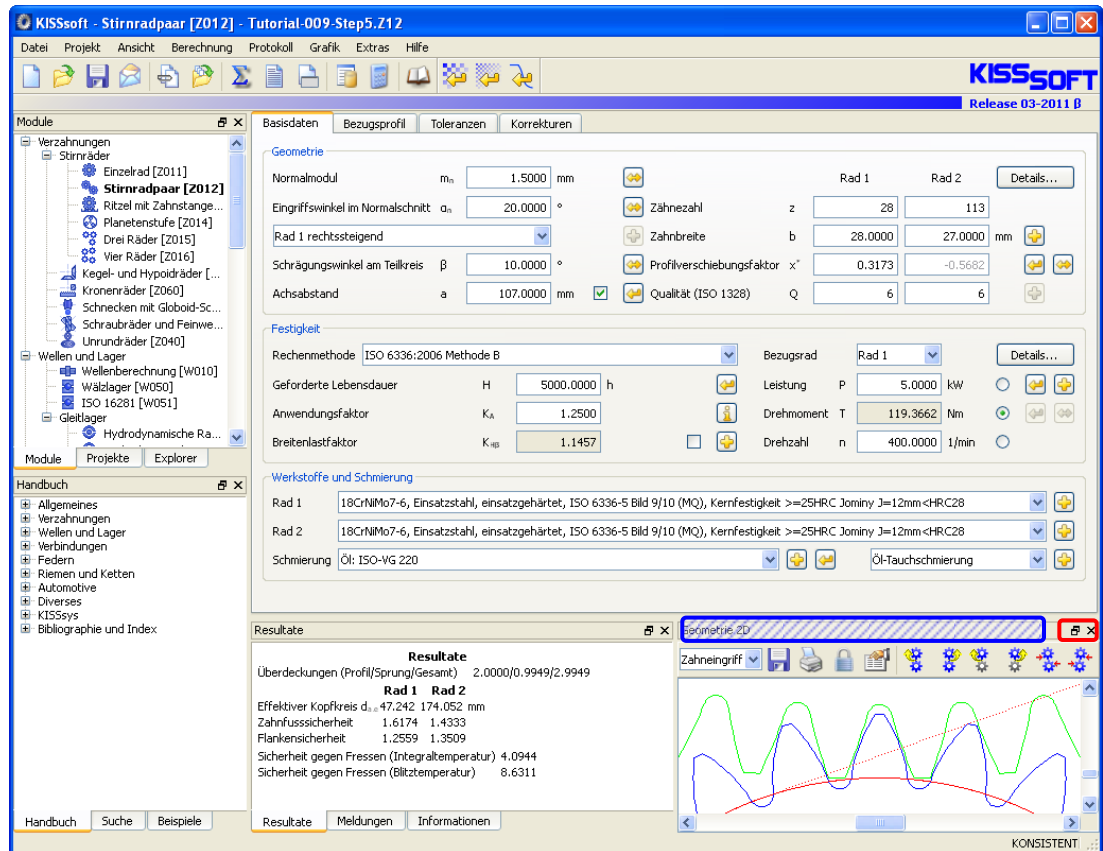 KISSsoft - Stirnradpaar [Z012] - Tutorial-009-Step5.Z12
Datei Projekt Ansicht Berechnung Protokoll Grafik Extras Hilfe
KISSSOFT
Release 03-2011 β
Module
Verzahnungen
Stirnräder
Einzelrad [Z011]
Stirnradpaar [Z012]
Ritzel mit Zahnstange...
Planetenstufe [Z014]
Drei Räder [Z015]
Vier Räder [Z016]
Kegel- und Hypoidräder [...
Kronenräder [Z060]
Schnecken mit Globoid-Sc...
Schraubräder und Feinwe...
Unrundräder [Z040]
Wellen und Lager
Wellenberechnung [W010]
Wälzlager [W050]
ISO 16281 [W051]
Gleitlager
Hydrodynamische Ra...
Module Projekte Explorer
Handbuch
Allgemeines
Verzahnungen
Wellen und Lager
Verbindungen
Federn
Riemen und Ketten
Automotive
Diverses
KISSsys
Bibliographie und Index
Handbuch Suche Beispiele
Basisdaten Bezugsprofil Toleranzen Korrekturen
Geometrie
Normalmodul mn 1.5000 mm Rad 1 Rad 2 Details...
Eingriffswinkel im Normalschnitt αn 20.0000 ° Zähnezahl z 28 113
Rad 1 rechtssteigend Zahnbreite b 28.0000 27.0000 mm
Schrägungswinkel am Teilkreis β 10.0000 ° Profilverschiebungsfaktor x* 0.3173 -0.5682
Achsabstand a 107.0000 mm Qualität (ISO 1328) Q 6 6
Festigkeit
Rechenmethode ISO 6336:2006 Methode B Bezugsrad Rad 1 Details...
Geforderte Lebensdauer H 5000.0000 h Leistung P 5.0000 kW
Anwendungsfaktor KA 1.2500 Drehmoment T 119.3662 Nm
Breitenlastfaktor KHβ 1.1457 Drehzahl n 400.0000 1/min
Werkstoffe und Schmierung
Rad 1 18CrNiMo7-6, Einsatzstahl, einsatzgehärtet, ISO 6336-5 Bild 9/10 (MQ), Kernfestigkeit >=25HRC Jominy J=12mm<HRC28
Rad 2 18CrNiMo7-6, Einsatzstahl, einsatzgehärtet, ISO 6336-5 Bild 9/10 (MQ), Kernfestigkeit >=25HRC Jominy J=12mm<HRC28
Schmierung Öl: ISO-VG 220 Öl-Tauchschmierung
Resultate
Resultate
Überdeckungen (Profil/Sprung/Gesamt) 2.0000/0.9949/2.9949
Rad 1 Rad 2
Effektiver Kopfkreis 47.242 174.052 mm
Zahnfusssicherheit 1.6174 1.4333
Flankensicherheit 1.2559 1.3509
Sicherheit gegen Fressen (Integraltemperatur) 4.0944
Sicherheit gegen Fressen (Blitztemperatur) 8.6311
Resultate Meldungen Informationen
Geometrie 2D
Zahneingriff
KONSISTENT